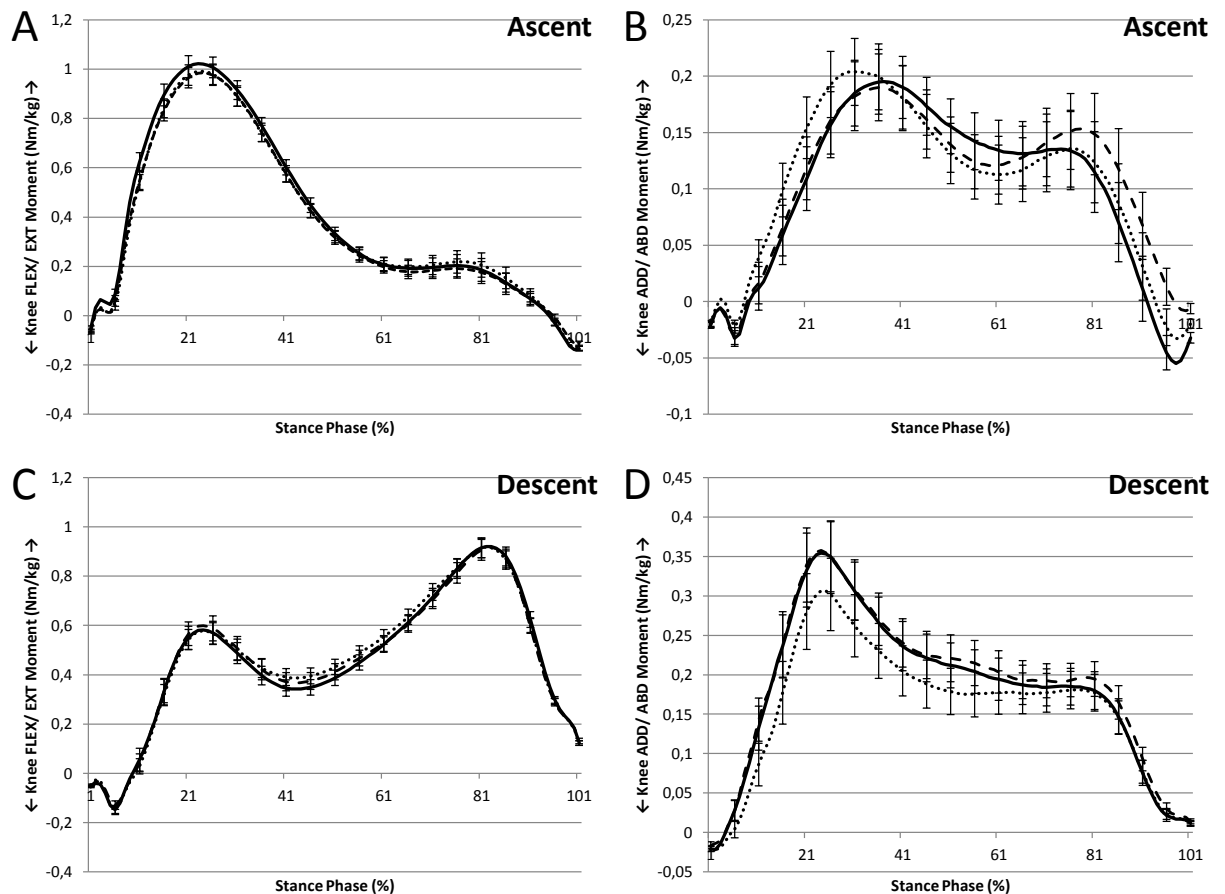 A
Ascent
← Knee FLEX/ EXT Moment (Nm/kg) →
1,2
1
0,8
0,6
0,4
0,2
0
-0,2
-0,4
1 21 41 61 81 101
Stance Phase (%)
B
Ascent
← Knee ADD/ ABD Moment (Nm/kg) →
0,25
0,2
0,15
0,1
0,05
0
-0,05
-0,1
1 21 41 61 81 101
Stance Phase (%)
C
Descent
← Knee FLEX/ EXT Moment (Nm/kg) →
1,2
1
0,8
0,6
0,4
0,2
0
-0,2
-0,4
1 21 41 61 81 101
Stance Phase (%)
D
Descent
← Knee ADD/ ABD Moment (Nm/kg) →
0,45
0,4
0,35
0,3
0,25
0,2
0,15
0,1
0,05
0
-0,05
1 21 41 61 81 101
Stance Phase (%)